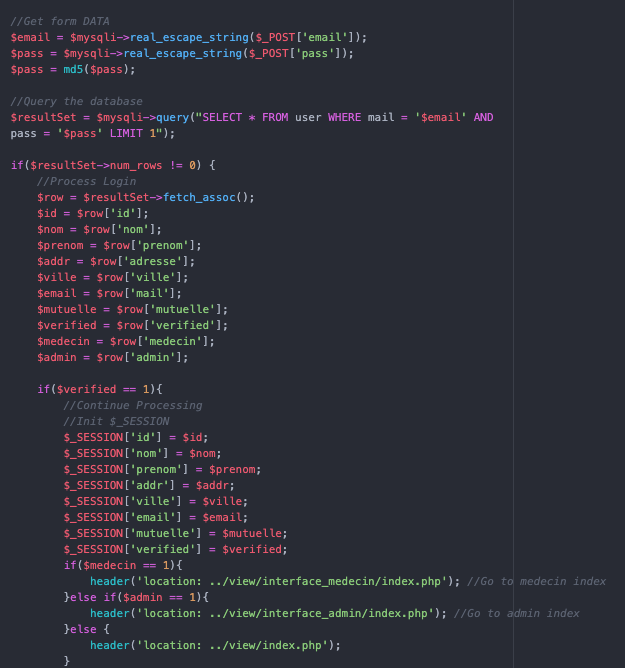 //Get form DATA
$email = $mysqli->real_escape_string($_POST['email']);
$pass = $mysqli->real_escape_string($_POST['pass']);
$pass = md5($pass);

//Query the database
$resultSet = $mysqli->query("SELECT * FROM user WHERE mail = '$email' AND
pass = '$pass' LIMIT 1");

if($resultSet->num_rows != 0) {
    //Process Login
    $row = $resultSet->fetch_assoc();
    $id = $row['id'];
    $nom = $row['nom'];
    $prenom = $row['prenom'];
    $addr = $row['adresse'];
    $ville = $row['ville'];
    $email = $row['mail'];
    $mutuelle = $row['mutuelle'];
    $verified = $row['verified'];
    $medecin = $row['medecin'];
    $admin = $row['admin'];

    if($verified == 1){
        //Continue Processing
        //Init $_SESSION
        $_SESSION['id'] = $id;
        $_SESSION['nom'] = $nom;
        $_SESSION['prenom'] = $prenom;
        $_SESSION['addr'] = $addr;
        $_SESSION['ville'] = $ville;
        $_SESSION['email'] = $email;
        $_SESSION['mutuelle'] = $mutuelle;
        $_SESSION['verified'] = $verified;
        if($medecin == 1){
            header('location: ../view/interface_medecin/index.php'); //Go to medecin index
        }else if($admin == 1){
            header('location: ../view/interface_admin/index.php'); //Go to admin index
        }else {
            header('location: ../view/index.php');
        }